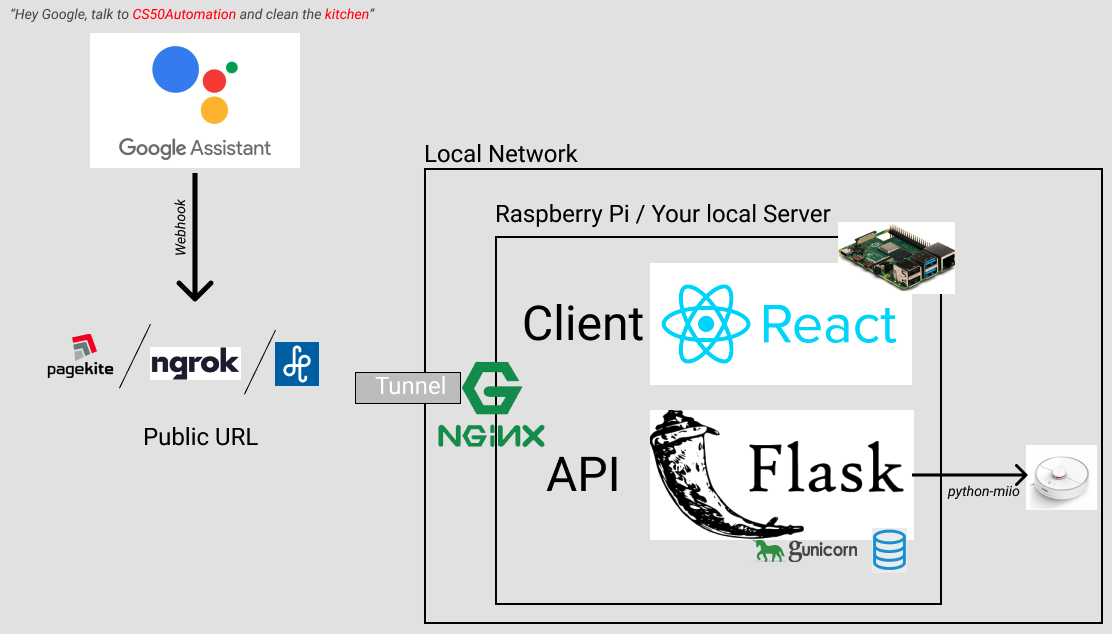 "Hey Google, talk to CS50Automation and clean the kitchen"
Google Assistant
Webhook
pagekite
ngrok
Public URL
Local Network
Raspberry Pi / Your local Server
Client
React
Tunnel
NGiNX
API
Flask
python-miio
gunicorn